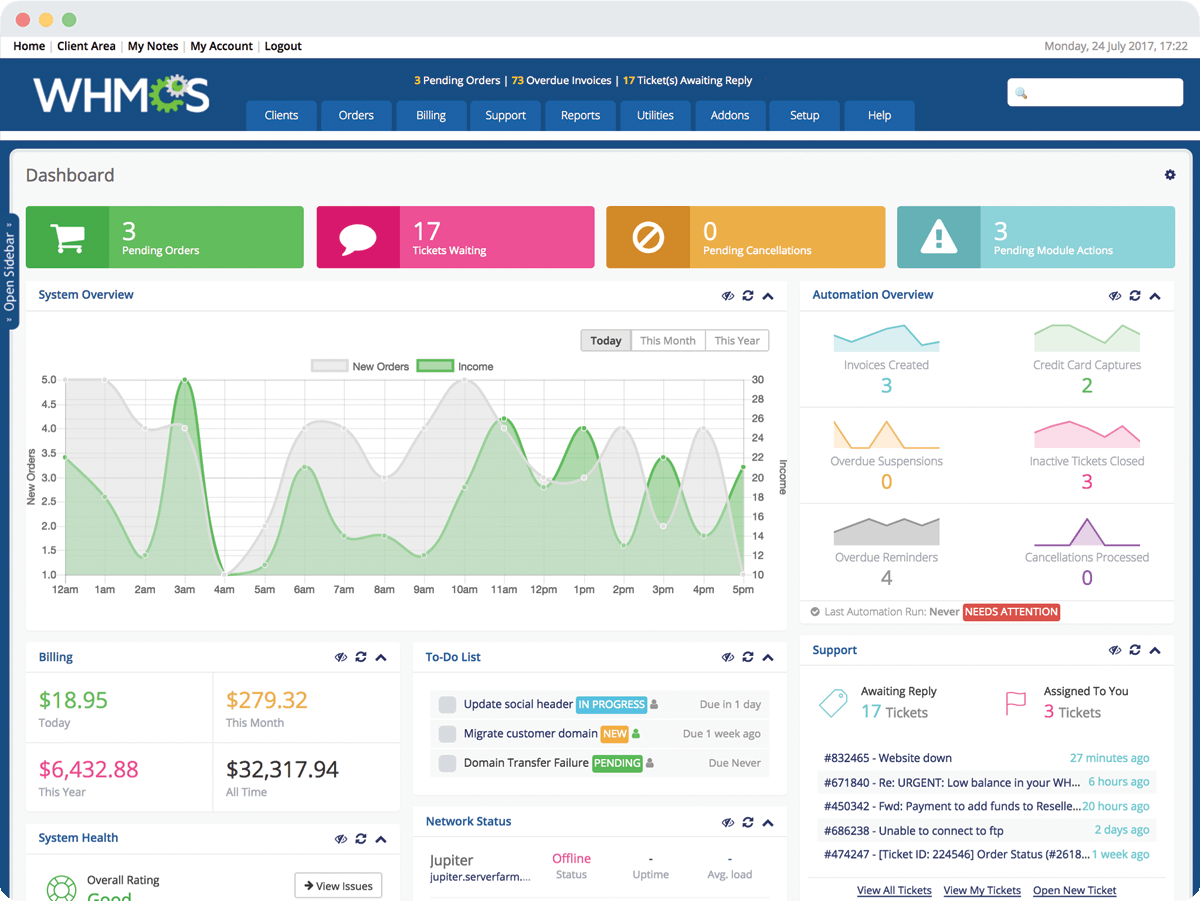 Home | Client Area | My Notes | My Account | Logout
Monday, 24 July 2017, 17:22
WHMCS
3 Pending Orders | 73 Overdue Invoices | 17 Ticket(s) Awaiting Reply
Clients Orders Billing Support Reports Utilities Addons Setup Help
Dashboard
Open Sidebar
3
Pending Orders
17
Tickets Waiting
0
Pending Cancellations
3
Pending Module Actions
System Overview
Today This Month This Year
New Orders Income
New Orders
5.0
4.5
4.0
3.5
3.0
2.5
2.0
1.5
1.0
30
28
26
24
22
20
18
16
14
12
10
Income
12am 1am 2am 3am 4am 5am 6am 7am 8am 9am 10am 11am 12pm 1pm 2pm 3pm 4pm 5pm
Automation Overview
Invoices Created
3
Credit Card Captures
2
Overdue Suspensions
0
Inactive Tickets Closed
3
Overdue Reminders
4
Cancellations Processed
0
Last Automation Run: Never NEEDS ATTENTION
Billing
$18.95
Today
$279.32
This Month
$6,432.88
This Year
$32,317.94
All Time
To-Do List
Update social header IN PROGRESS Due in 1 day
Migrate customer domain NEW Due 1 week ago
Domain Transfer Failure PENDING Due Never
Support
Awaiting Reply
17 Tickets
Assigned To You
3 Tickets
#832465 - Website down 27 minutes ago
#671840 - Re: URGENT: Low balance in your WH... 6 hours ago
#450342 - Fwd: Payment to add funds to Reselle... 20 hours ago
#686238 - Unable to connect to ftp 2 days ago
#474247 - [Ticket ID: 224546] Order Status (#2618... 1 week ago
View All Tickets View My Tickets Open New Ticket
System Health
Overall Rating
Good
View Issues
Network Status
Jupiter
jupiter.serverfarm....
Offline
Status
-
Uptime
-
Avg. load